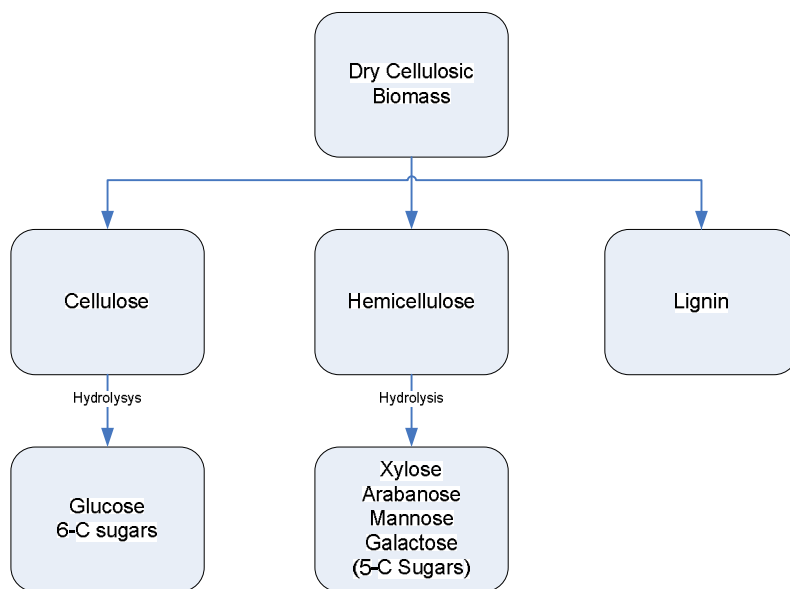 Dry Cellulosic
Biomass
Cellulose
Hemicellulose
Lignin
Hydrolysys
Hydrolysis
Glucose
6-C sugars
Xylose
Arabanose
Mannose
Galactose
(5-C Sugars)